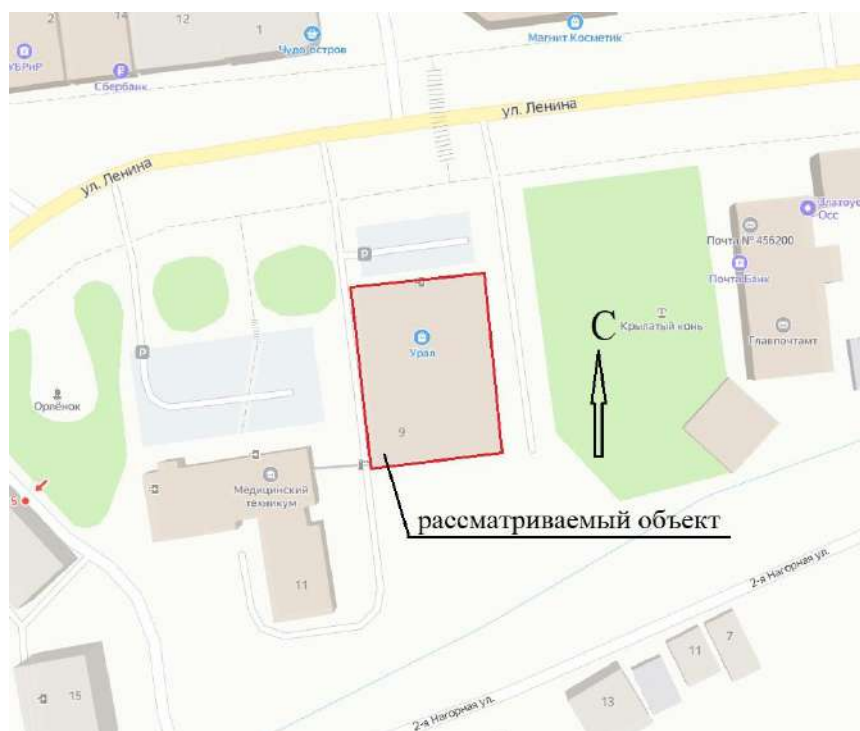 2
14
12
1
УБРиР
Сбербанк
Чудо остров
Магнит Косметик
ул. Ленина
ул. Ленина
Почта № 456200
Почта Банк
Главпочтамт
P
P
С
Крылатый конь
Урал
9
Орлёнок
Медицинский
техникум
рассматриваемый объект
5
11
2-я Нагорная ул.
7
11
13
15
2-я Нагорная ул.